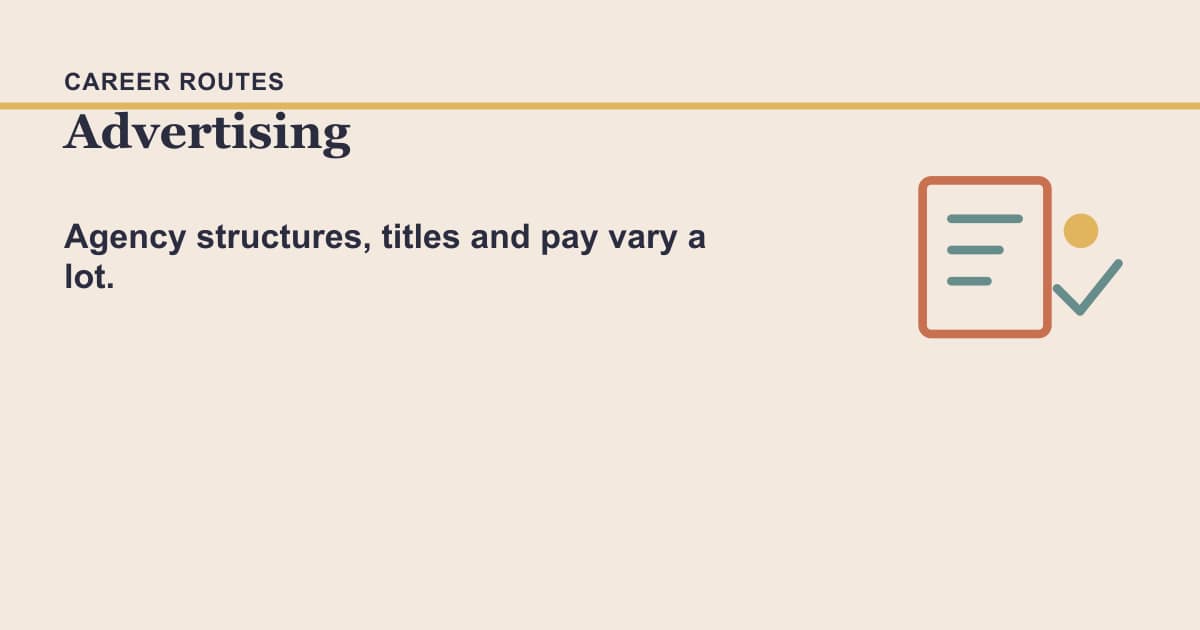 CAREER ROUTES
Advertising
Agency structures, titles and pay vary a
lot.